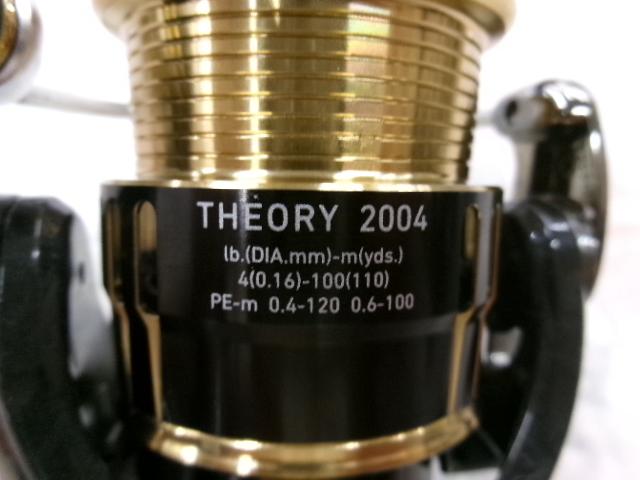 THEORY 2004
lb.(DIA.mm)-m(yds.)
4(0.16)-100(110)
PE-m 0.4-120 0.6-100